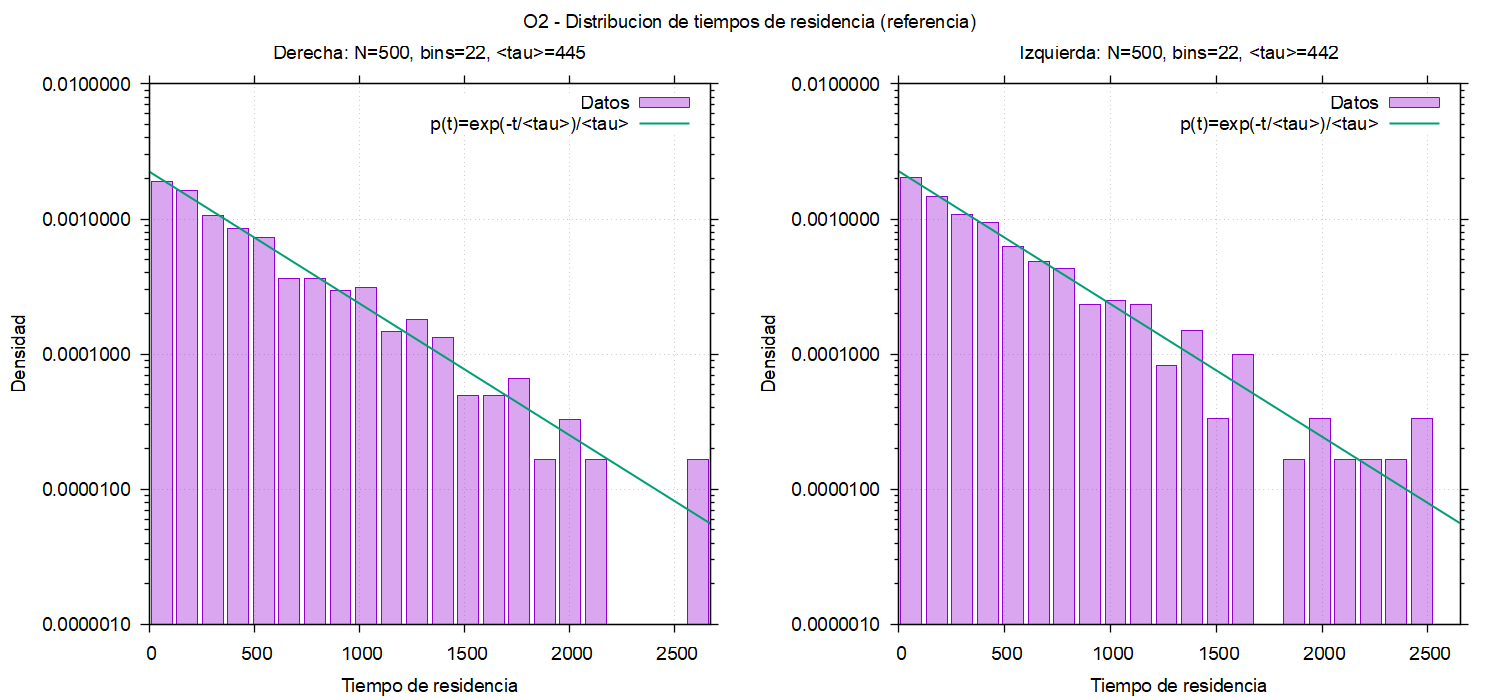 O2 - Distribucion de tiempos de residencia (referencia)
Derecha: N=500, bins=22, <tau>=445
0.0100000
0.0010000
0.0001000
0.0000100
0.0000010
Densidad
Datos
p(t)=exp(-t/<tau>)/<tau>
0 500 1000 1500 2000 2500
Tiempo de residencia
Izquierda: N=500, bins=22, <tau>=442
0.0100000
0.0010000
0.0001000
0.0000100
0.0000010
Densidad
Datos
p(t)=exp(-t/<tau>)/<tau>
0 500 1000 1500 2000 2500
Tiempo de residencia